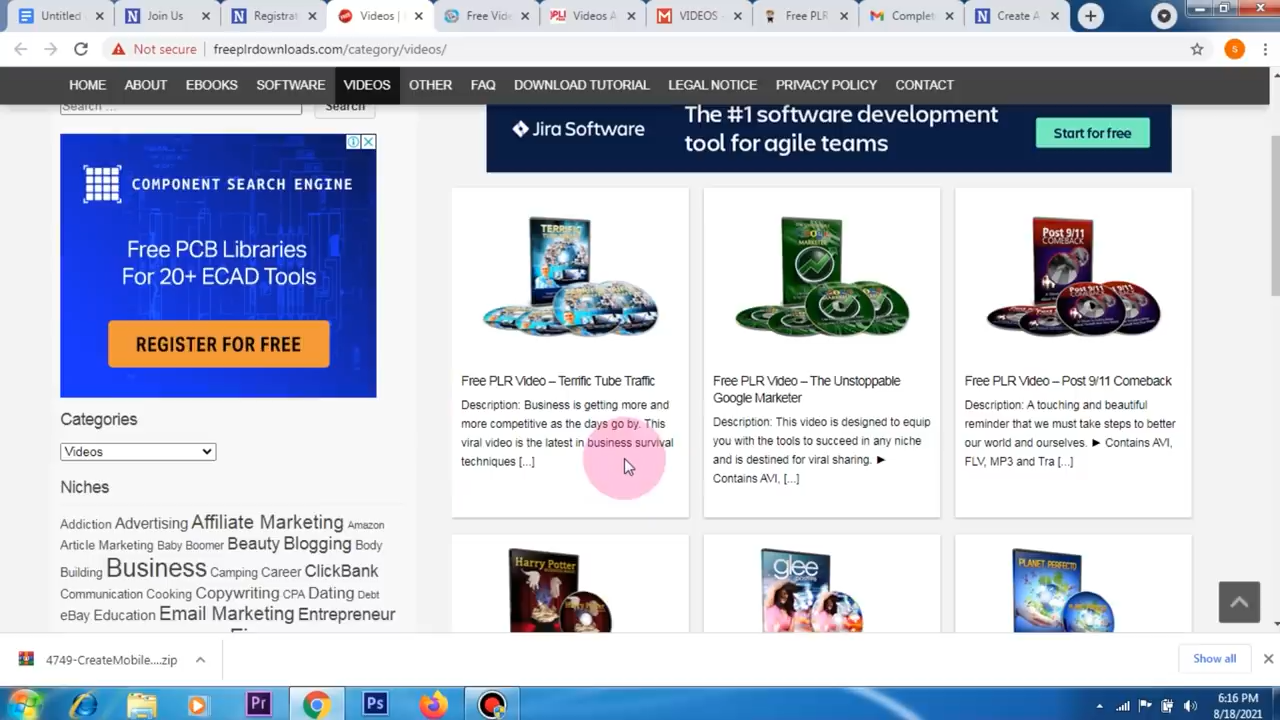 Untitled
Join Us
Registrat
Videos |
Free Vid
Videos A
VIDEOS
Free PLR
Complet
Create A
S
Not secure
freeplrdownloads.com/category/videos/
HOME
ABOUT
EBOOKS
SOFTWARE
VIDEOS
OTHER
FAQ
DOWNLOAD TUTORIAL
LEGAL NOTICE
PRIVACY POLICY
CONTACT
Search ...
Search
COMPONENT SEARCH ENGINE
Free PCB Libraries
For 20+ ECAD Tools
REGISTER FOR FREE
Categories
Videos
Niches
Addiction Advertising Affiliate Marketing Amazon
Article Marketing Baby Boomer Beauty Blogging Body
Building Business Camping Career ClickBank
Communication Cooking Copywriting CPA Dating Debt
eBay Education Email Marketing Entrepreneur
Jira Software
The #1 software development
tool for agile teams
Start for free
TERRIFIC
Free PLR Video – Terrific Tube Traffic
Description: Business is getting more and
more competitive as the days go by. This
viral video is the latest in business survival
techniques [...]
MARKETER
Free PLR Video – The Unstoppable
Google Marketer
Description: This video is designed to equip
you with the tools to succeed in any niche
and is destined for viral sharing. ►
Contains AVI, [...]
Post 9/11
COMEBACK
Free PLR Video – Post 9/11 Comeback
Description: A touching and beautiful
reminder that we must take steps to better
our world and ourselves. ► Contains AVI,
FLV, MP3 and Tra [...]
Harry Potter
glee
PLANET PERFECTO
4749-CreateMobile....zip
Show all
Pr
Ps
6:16 PM
8/18/2021